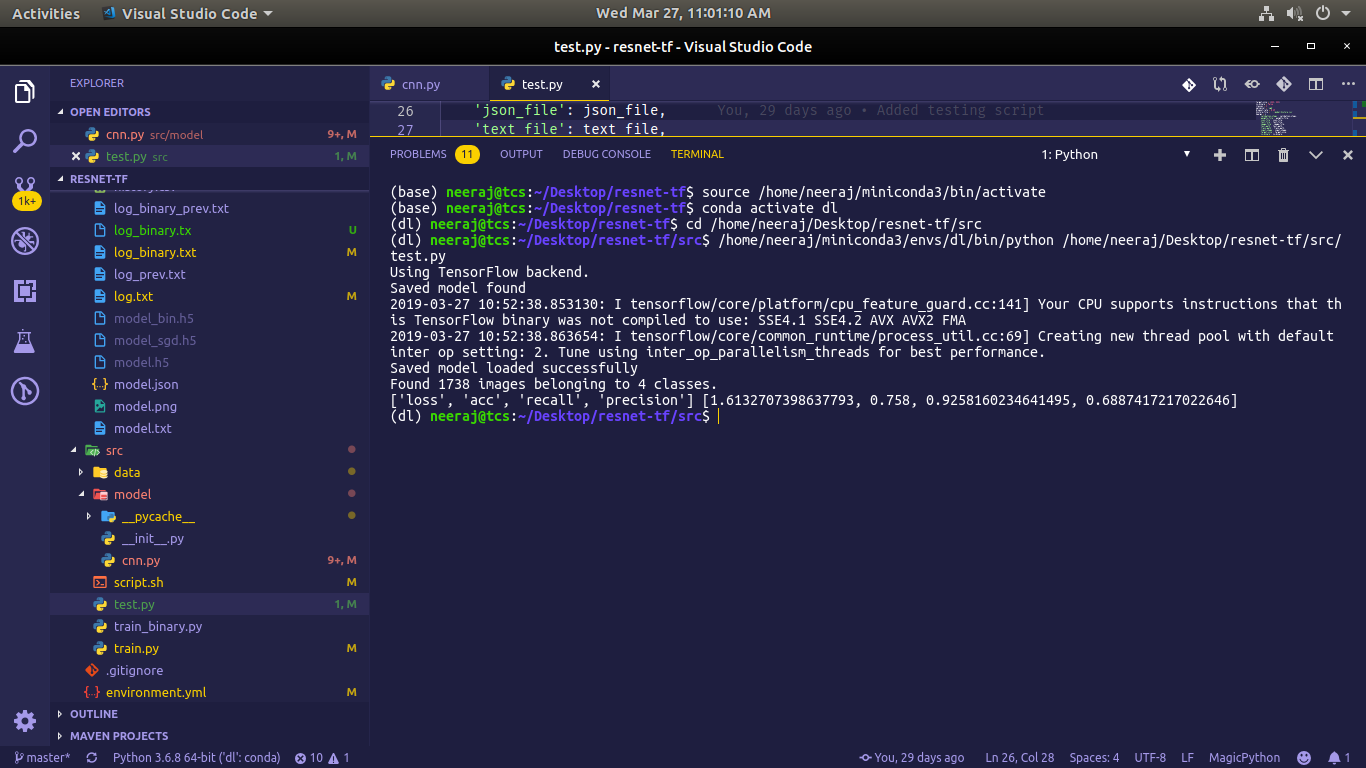 Activities
Visual Studio Code
Wed Mar 27, 11:01:10 AM
test.py - resnet-tf - Visual Studio Code
EXPLORER
OPEN EDITORS
cnn.py src/model 9+, M
test.py src 1, M
RESNET-TF
log_binary_prev.txt
log_binary.tx U
log_binary.txt M
log_prev.txt
log.txt M
model_bin.h5
model_sgd.h5
model.h5
model.json
model.png
model.txt
src
data
model
__pycache__
__init__.py
cnn.py 9+, M
script.sh M
test.py 1, M
train_binary.py
train.py M
.gitignore
environment.yml M
OUTLINE
MAVEN PROJECTS
1k+
cnn.py
test.py
26 'json_file': json_file, You, 29 days ago • Added testing script
27 'text_file': text_file,
PROBLEMS 11 OUTPUT DEBUG CONSOLE TERMINAL 1: Python
(base) neeraj@tcs:~/Desktop/resnet-tf$ source /home/neeraj/miniconda3/bin/activate
(base) neeraj@tcs:~/Desktop/resnet-tf$ conda activate dl
(dl) neeraj@tcs:~/Desktop/resnet-tf$ cd /home/neeraj/Desktop/resnet-tf/src
(dl) neeraj@tcs:~/Desktop/resnet-tf/src$ /home/neeraj/miniconda3/envs/dl/bin/python /home/neeraj/Desktop/resnet-tf/src/
test.py
Using TensorFlow backend.
Saved model found
2019-03-27 10:52:38.853130: I tensorflow/core/platform/cpu_feature_guard.cc:141] Your CPU supports instructions that th
is TensorFlow binary was not compiled to use: SSE4.1 SSE4.2 AVX AVX2 FMA
2019-03-27 10:52:38.863654: I tensorflow/core/common_runtime/process_util.cc:69] Creating new thread pool with default
inter op setting: 2. Tune using inter_op_parallelism_threads for best performance.
Saved model loaded successfully
Found 1738 images belonging to 4 classes.
['loss', 'acc', 'recall', 'precision'] [1.6132707398637793, 0.758, 0.9258160234641495, 0.6887417217022646]
(dl) neeraj@tcs:~/Desktop/resnet-tf/src$
master* Python 3.6.8 64-bit ('dl': conda) 10 1 You, 29 days ago Ln 26, Col 28 Spaces: 4 UTF-8 LF MagicPython 1